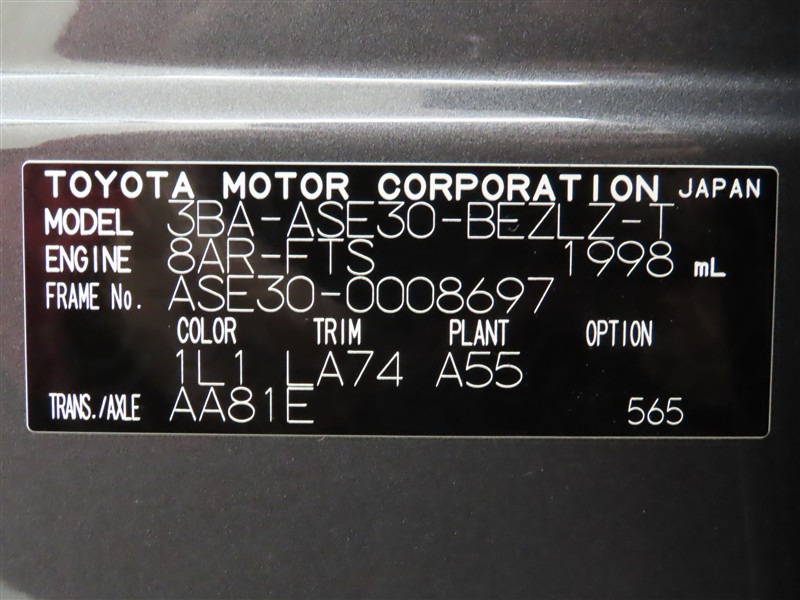 TOYOTA MOTOR CORPORATION JAPAN
MODEL 3BA-ASE30-BEZLZ-T
ENGINE 8AR-FTS 1998 mL
FRAME No. ASE30-0008697
COLOR TRIM PLANT OPTION
1L1 LA74 A55
TRANS./AXLE AA81E 565